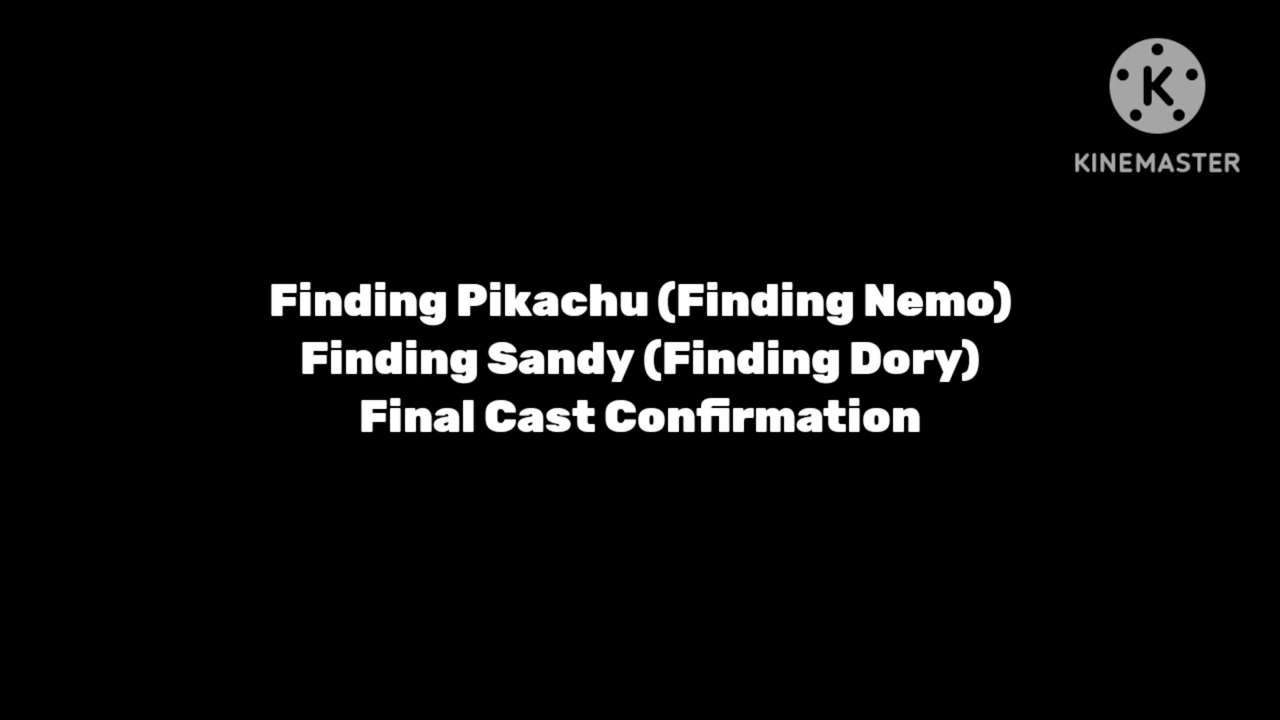 K
KINEMASTER
Finding Pikachu (Finding Nemo)
Finding Sandy (Finding Dory)
Final Cast Confirmation